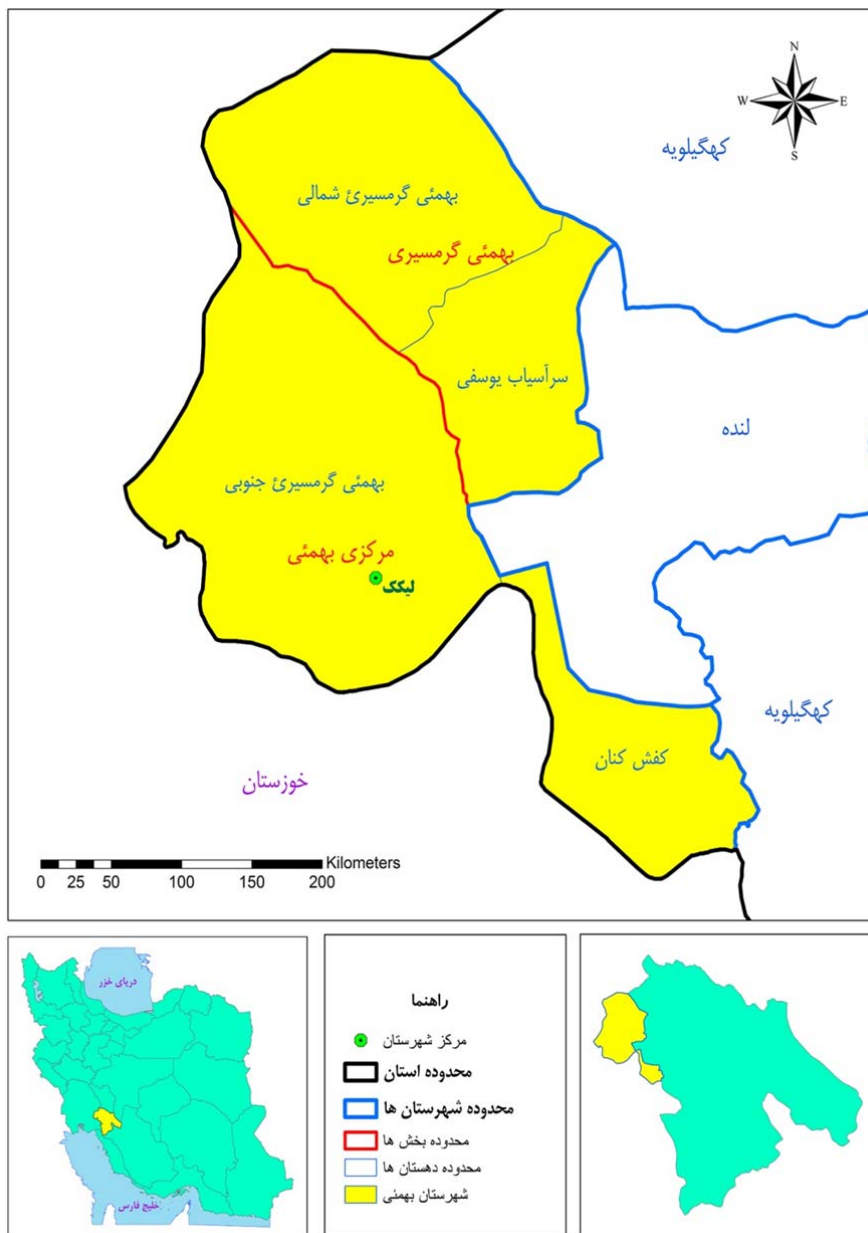 N
W
E
S
کهگیلویه
بهمئی گرمسیرئ شمالی
بهمئی گرمسیری
سرآسیاب یوسفی
لنده
بهمئی گرمسیرئ جنوبی
مرکزی بهمئی
لیکک
کهگیلویه
کفش کنان
خوزستان
Kilometers
0 25 50 100 150 200
دریای خزر
خلیج فارس
راهنما
مرکز شهرستان
محدوده استان
محدوده شهرستان ها
محدوده بخش ها
محدوده دهستان ها
شهرستان بهمئی